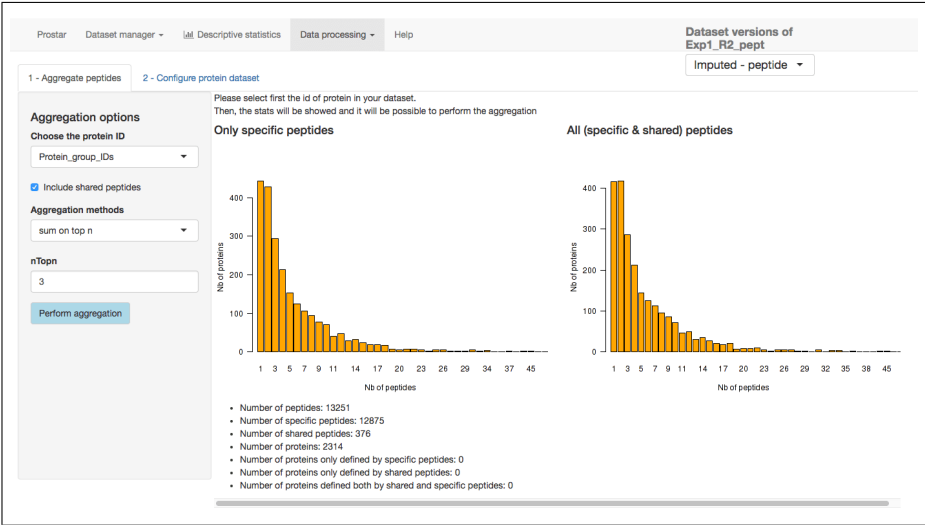 Prostar Dataset manager Descriptive statistics Data processing Help
Dataset versions of
Exp1_R2_pept
Imputed - peptide
1 - Aggregate peptides 2 - Configure protein dataset
Please select first the id of protein in your dataset.
Then, the stats will be showed and it will be possible to perform the aggregation
Aggregation options
Choose the protein ID
Protein_group_IDs
Include shared peptides
Aggregation methods
sum on top n
nTopn
3
Perform aggregation
Only specific peptides
400
300
200
100
0
Nb of proteins
1 3 5 7 9 11 14 17 20 23 26 29 34 37 45
Nb of peptides
All (specific & shared) peptides
400
300
200
100
0
Nb of proteins
1 3 5 7 9 11 14 17 20 23 26 29 32 35 38 45
Nb of peptides
• Number of peptides: 13251
• Number of specific peptides: 12875
• Number of shared peptides: 376
• Number of proteins: 2314
• Number of proteins only defined by specific peptides: 0
• Number of proteins only defined by shared peptides: 0
• Number of proteins defined both by shared and specific peptides: 0